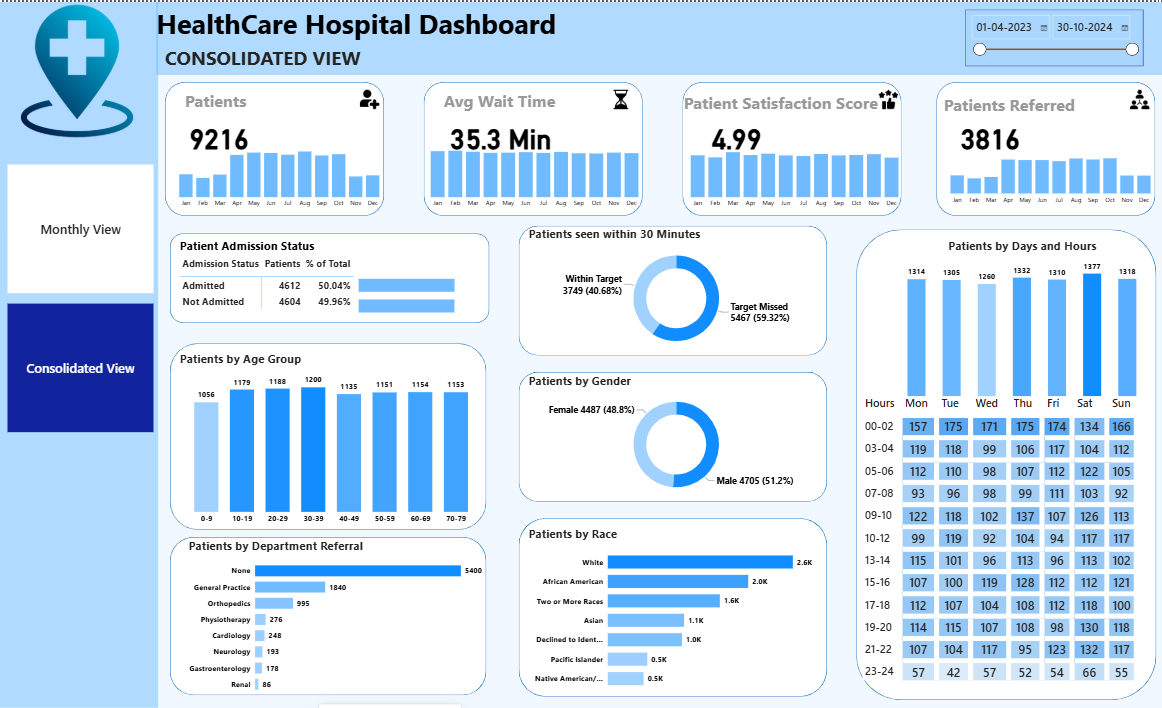 HealthCare Hospital Dashboard
CONSOLIDATED VIEW
01-04-2023 30-10-2024
Monthly View
Consolidated View
Patients
9216
Jan Feb Mar Apr May Jun Jul Aug Sep Oct Nov Dec
Avg Wait Time
35.3 Min
Jan Feb Mar Apr May Jun Jul Aug Sep Oct Nov Dec
Patient Satisfaction Score
4.99
Jan Feb Mar Apr May Jun Jul Aug Sep Oct Nov Dec
Patients Referred
3816
Jan Feb Mar Apr May Jun Jul Aug Sep Oct Nov Dec
Patient Admission Status
Admission Status Patients % of Total
Admitted 4612 50.04%
Not Admitted 4604 49.96%
Patients by Age Group
1056 1179 1188 1200 1135 1151 1154 1153
0-9 10-19 20-29 30-39 40-49 50-59 60-69 70-79
Patients by Department Referral
None 5400
General Practice 1840
Orthopedics 995
Physiotherapy 276
Cardiology 248
Neurology 193
Gastroenterology 178
Renal 86
Patients seen within 30 Minutes
Within Target
3749 (40.68%)
Target Missed
5467 (59.32%)
Patients by Gender
Female 4487 (48.8%)
Male 4705 (51.2%)
Patients by Race
White 2.6K
African American 2.0K
Two or More Races 1.6K
Asian 1.1K
Declined to Ident... 1.0K
Pacific Islander 0.5K
Native American/... 0.5K
Patients by Days and Hours
1314 1305 1260 1332 1310 1377 1318
Hours Mon Tue Wed Thu Fri Sat Sun
00-02 157 175 171 175 174 134 166
03-04 119 118 99 106 117 104 112
05-06 112 110 98 107 112 122 105
07-08 93 96 98 99 111 103 92
09-10 122 118 102 137 107 126 113
10-12 99 119 92 104 94 117 117
13-14 115 101 96 113 96 113 102
15-16 107 100 119 128 112 112 121
17-18 112 107 104 108 112 118 100
19-20 114 115 107 108 98 130 118
21-22 107 104 117 95 123 132 117
23-24 57 42 57 52 54 66 55